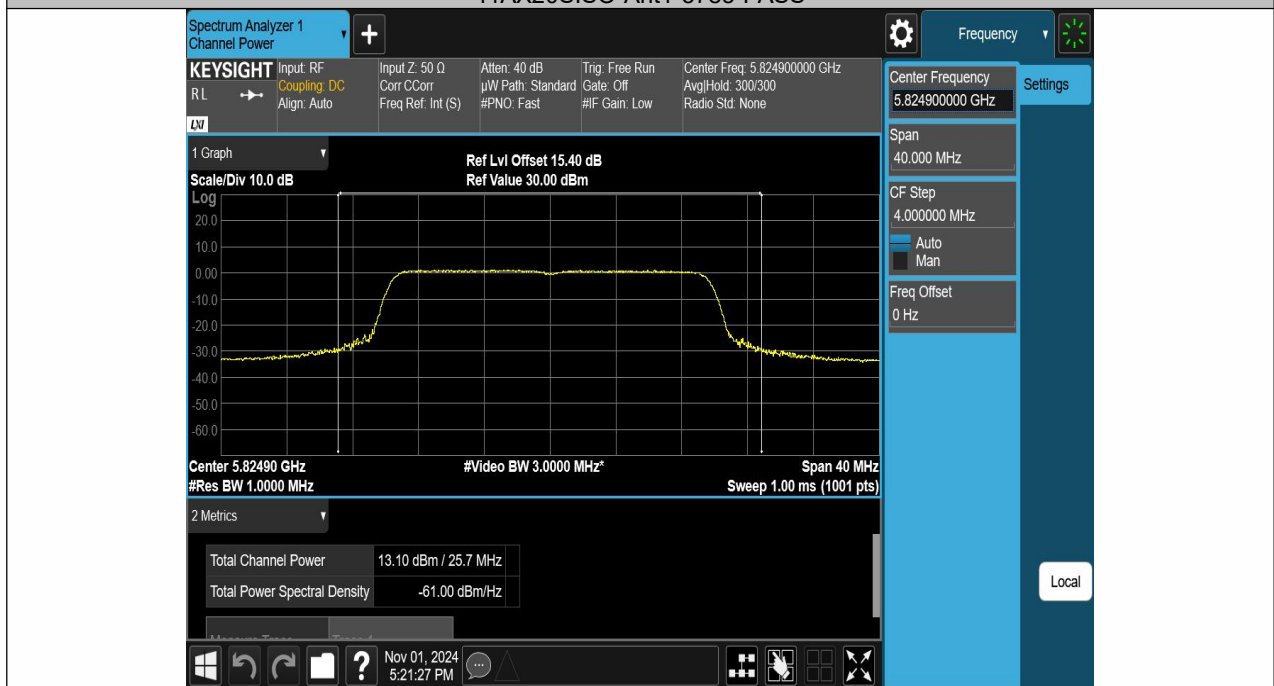 Spectrum Analyzer 1
Channel Power
Frequency
KEYSIGHT
R L
LXI
Input: RF
Coupling: DC
Align: Auto
Input Z: 50 Ω
Corr CCorr
Freq Ref: Int (S)
Atten: 40 dB
µW Path: Standard
#PNO: Fast
Trig: Free Run
Gate: Off
#IF Gain: Low
Center Freq: 5.824900000 GHz
Avg|Hold: 300/300
Radio Std: None
Center Frequency
5.824900000 GHz
Settings
Span
40.000 MHz
CF Step
4.000000 MHz
Auto
Man
Freq Offset
0 Hz
1 Graph
Ref Lvl Offset 15.40 dB
Scale/Div 10.0 dB
Ref Value 30.00 dBm
Log
20.0
10.0
0.00
-10.0
-20.0
-30.0
-40.0
-50.0
-60.0
Center 5.82490 GHz
#Video BW 3.0000 MHz*
Span 40 MHz
#Res BW 1.0000 MHz
Sweep 1.00 ms (1001 pts)
2 Metrics
Total Channel Power 13.10 dBm / 25.7 MHz
Total Power Spectral Density -61.00 dBm/Hz
Local
?
Nov 01, 2024
5:21:27 PM